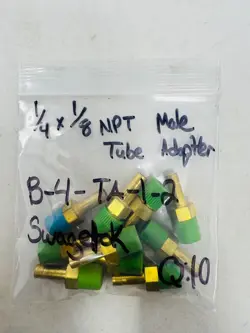 1/4 x 1/8 NPT Male
Tube Adapter
B-4-TA-1-2
Swagelok
Q:10